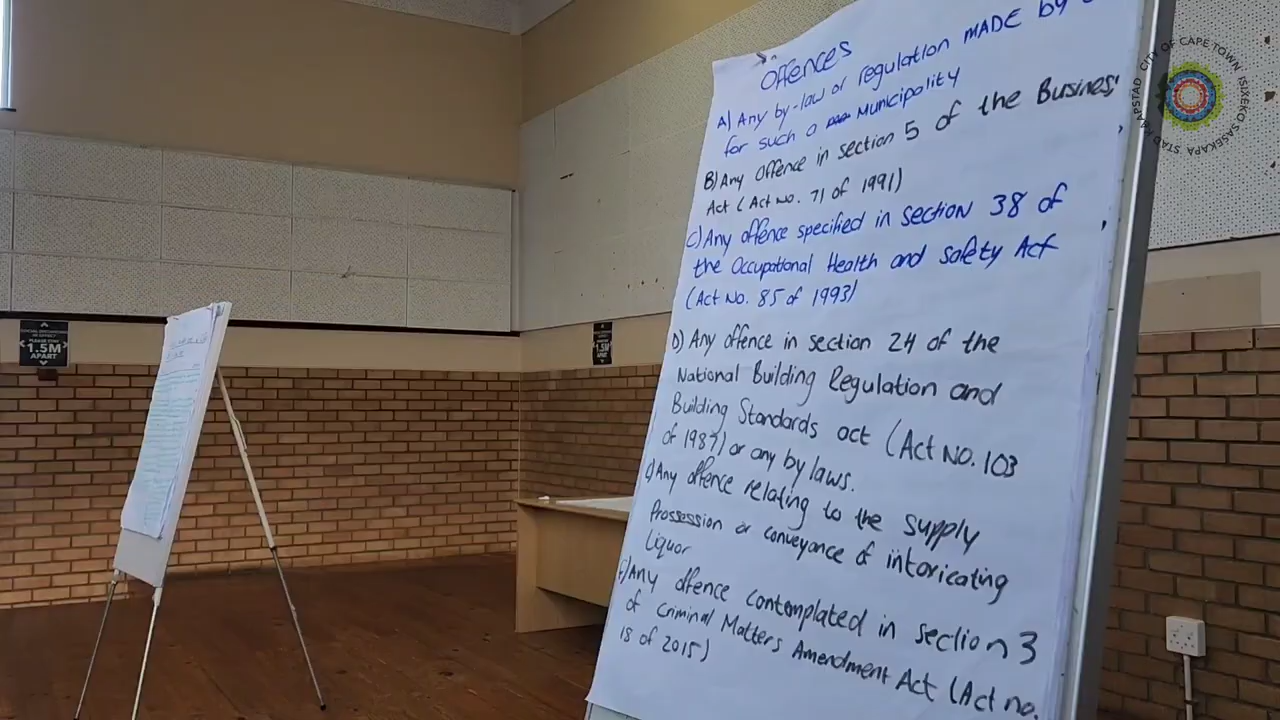 Offences
A) Any by-law or regulation MADE by
for such a Municipality
B) Any Offence in section 5 of the Busines
Act (Act no. 71 of 1991)
C) Any offence specified in section 38 of
the Occupational Health and Safety Act
(Act No. 85 of 1993)
D) Any offence in section 24 of the
National Building Regulation and
Building Standards act (Act NO. 103
of 1987) or any by laws.
Any offence relating to the supply
Prossession or conveyance of intoxicating
Liquor
F) Any offence contemplated in section 3
of Criminal Matters Amendment Act (Act no.
18 of 2015)
PLEASE STAY
1.5M
APART
1.5M
CITY OF CAPE TOWN ISIXEKO SASEKAPA STAD KAAPSTAD